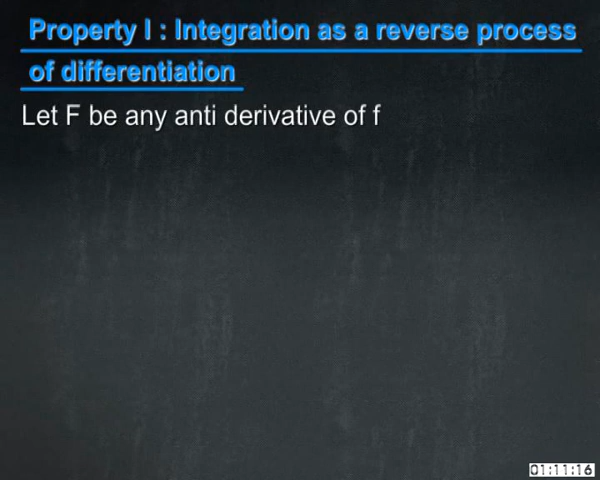 Property I : Integration as a reverse process
of differentiation
Let F be any anti derivative of f
01:11:16